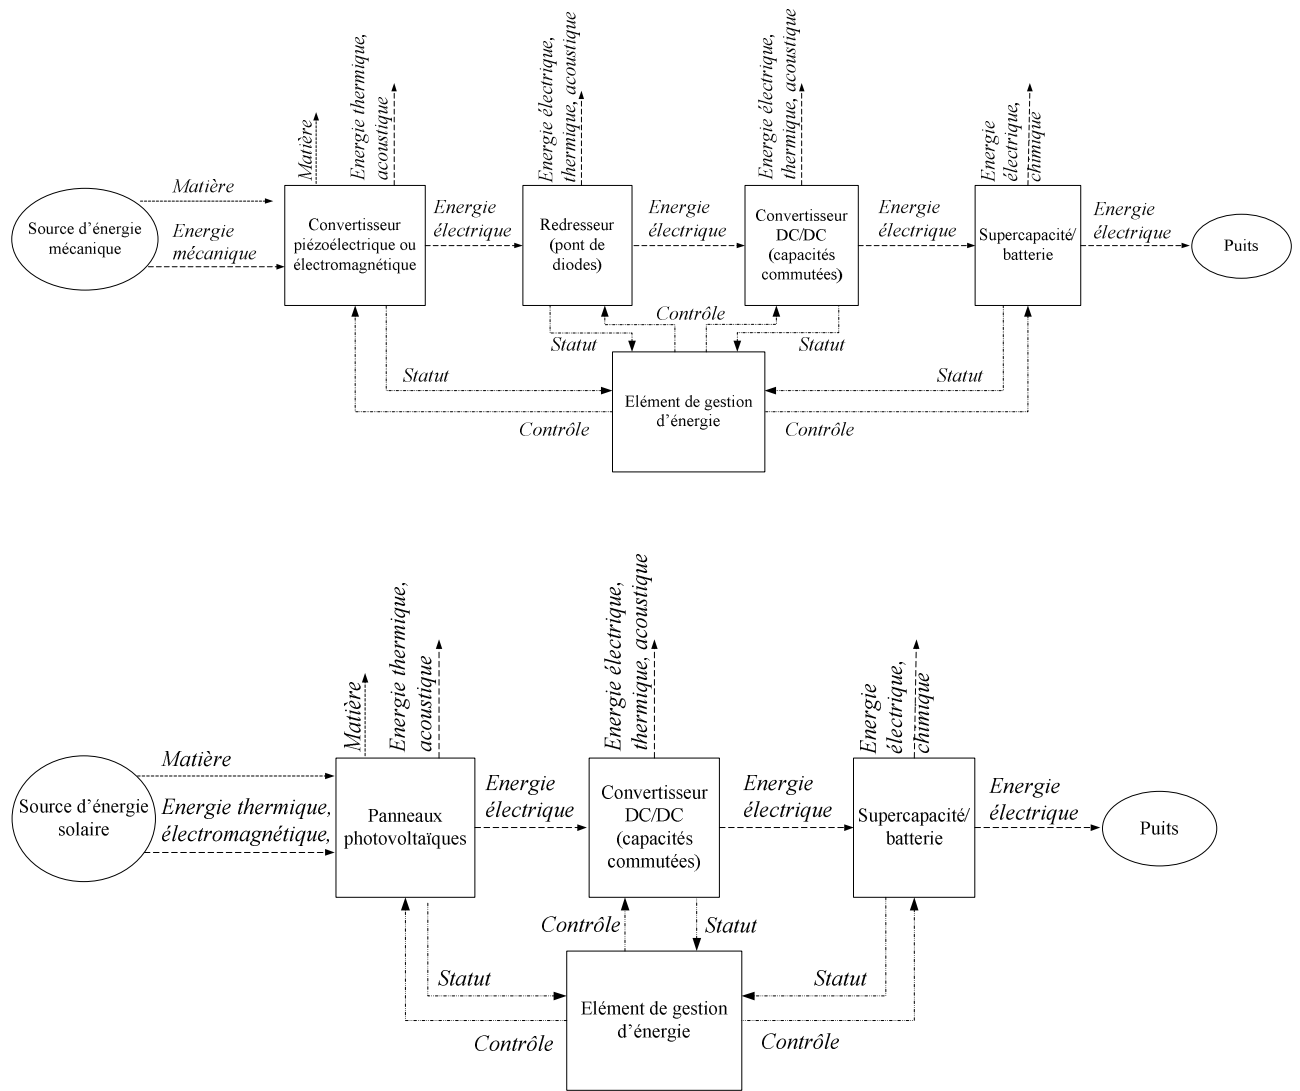 Energie thermique,
acoustique
Matière
Energie électrique,
thermique, acoustique
Energie électrique,
thermique, acoustique
Energie
électrique,
chimique
Source d'énergie
mécanique
Matière
Energie
mécanique
Convertisseur
piézoélectrique ou
électromagnétique
Energie
électrique
Redresseur
(pont de
diodes)
Energie
électrique
Convertisseur
DC/DC
(capacités
commutées)
Energie
électrique
Supercapacité/
batterie
Energie
électrique
Puits
Contrôle
Statut
Statut
Statut
Statut
Elément de gestion
d'énergie
Contrôle
Contrôle
Matière
Energie thermique,
acoustique
Energie électrique,
thermique, acoustique
Energie
électrique,
chimique
Source d'énergie
solaire
Matière
Energie thermique,
électromagnétique,
Panneaux
photovoltaïques
Energie
électrique
Convertisseur
DC/DC
(capacités
commutées)
Energie
électrique
Supercapacité/
batterie
Energie
électrique
Puits
Contrôle
Statut
Statut
Statut
Elément de gestion
d'énergie
Contrôle
Contrôle